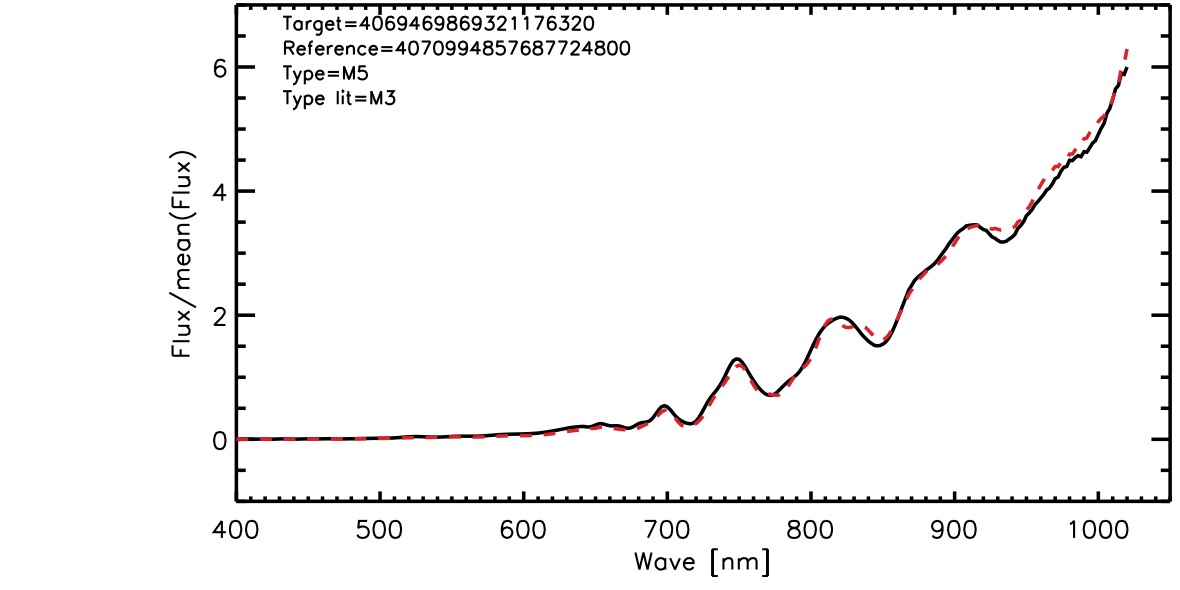 Target=4069469869321176320
Reference=4070994857687724800
Type=M5
Type lit=M3
6
4
2
0
Flux/mean(Flux)
400 500 600 700 800 900 1000
Wave [nm]